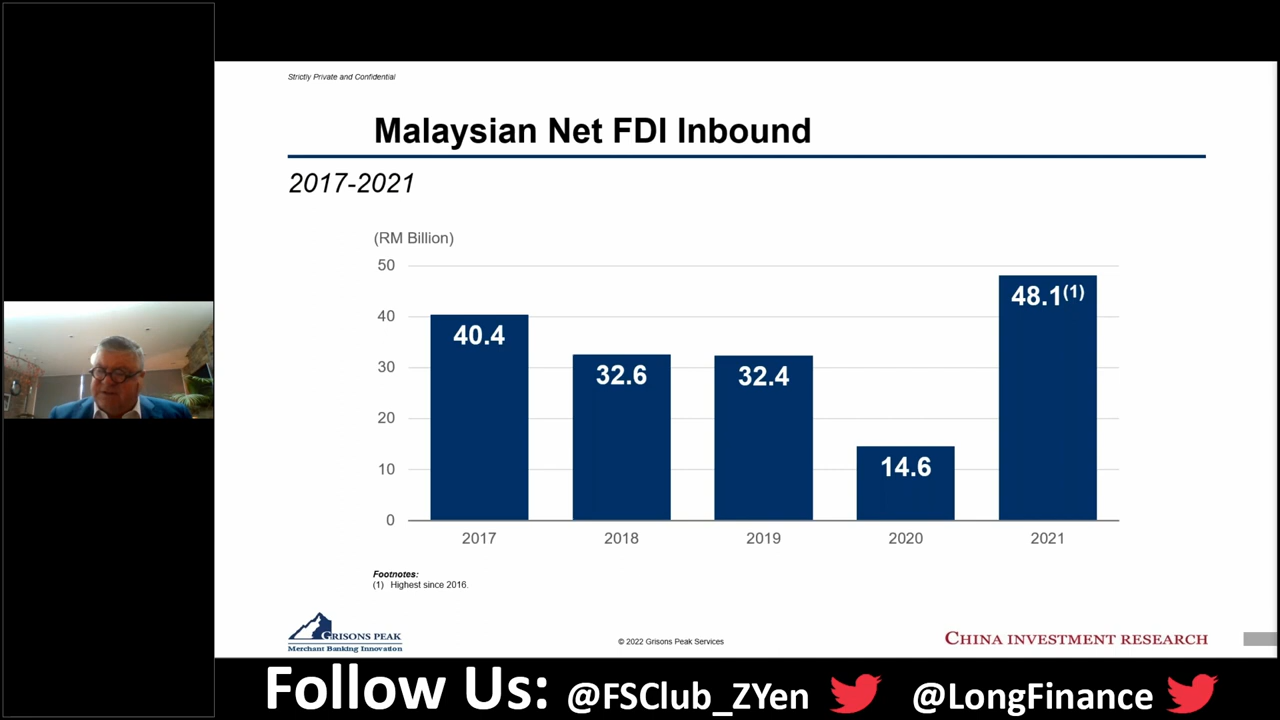 Strictly Private and Confidential
Malaysian Net FDI Inbound
2017-2021
(RM Billion)
50
40
30
20
10
0
40.4
32.6
32.4
14.6
48.1(1)
2017
2018
2019
2020
2021
Footnotes:
(1) Highest since 2016.
GRISONS PEAK
Merchant Banking Innovation
© 2022 Grisons Peak Services
CHINA INVESTMENT RESEARCH
Follow Us: @FSClub_ZYen @LongFinance